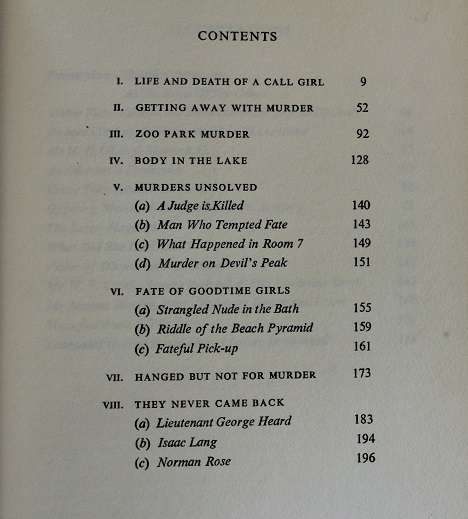 CONTENTS
I. LIFE AND DEATH OF A CALL GIRL 9
II. GETTING AWAY WITH MURDER 52
III. ZOO PARK MURDER 92
IV. BODY IN THE LAKE 128
V. MURDERS UNSOLVED
(a) A Judge is Killed 140
(b) Man Who Tempted Fate 143
(c) What Happened in Room 7 149
(d) Murder on Devil's Peak 151
VI. FATE OF GOODTIME GIRLS
(a) Strangled Nude in the Bath 155
(b) Riddle of the Beach Pyramid 159
(c) Fateful Pick-up 161
VII. HANGED BUT NOT FOR MURDER 173
VIII. THEY NEVER CAME BACK
(a) Lieutenant George Heard 183
(b) Isaac Lang 194
(c) Norman Rose 196